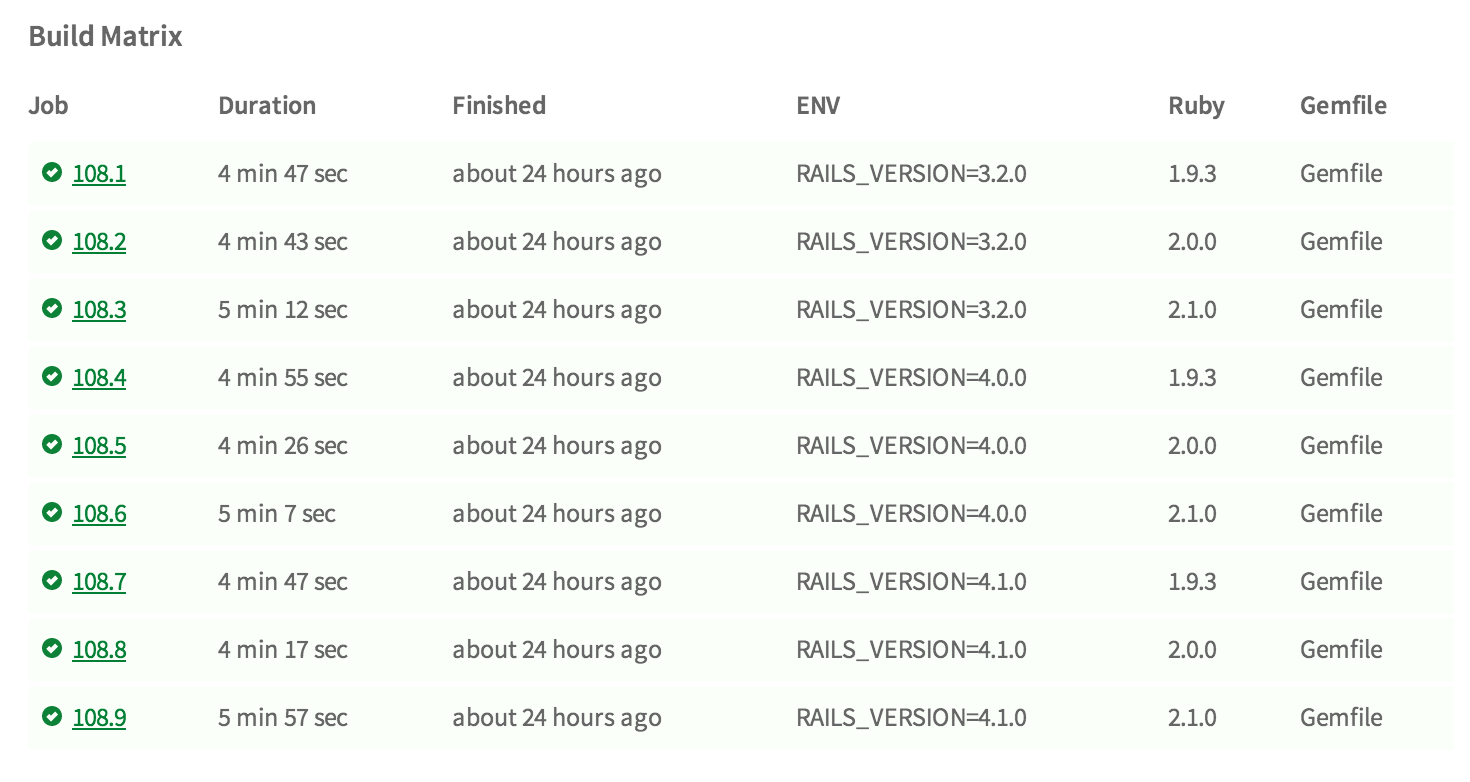 Build Matrix
Job Duration Finished ENV Ruby Gemfile
108.1 4 min 47 sec about 24 hours ago RAILS_VERSION=3.2.0 1.9.3 Gemfile
108.2 4 min 43 sec about 24 hours ago RAILS_VERSION=3.2.0 2.0.0 Gemfile
108.3 5 min 12 sec about 24 hours ago RAILS_VERSION=3.2.0 2.1.0 Gemfile
108.4 4 min 55 sec about 24 hours ago RAILS_VERSION=4.0.0 1.9.3 Gemfile
108.5 4 min 26 sec about 24 hours ago RAILS_VERSION=4.0.0 2.0.0 Gemfile
108.6 5 min 7 sec about 24 hours ago RAILS_VERSION=4.0.0 2.1.0 Gemfile
108.7 4 min 47 sec about 24 hours ago RAILS_VERSION=4.1.0 1.9.3 Gemfile
108.8 4 min 17 sec about 24 hours ago RAILS_VERSION=4.1.0 2.0.0 Gemfile
108.9 5 min 57 sec about 24 hours ago RAILS_VERSION=4.1.0 2.1.0 Gemfile